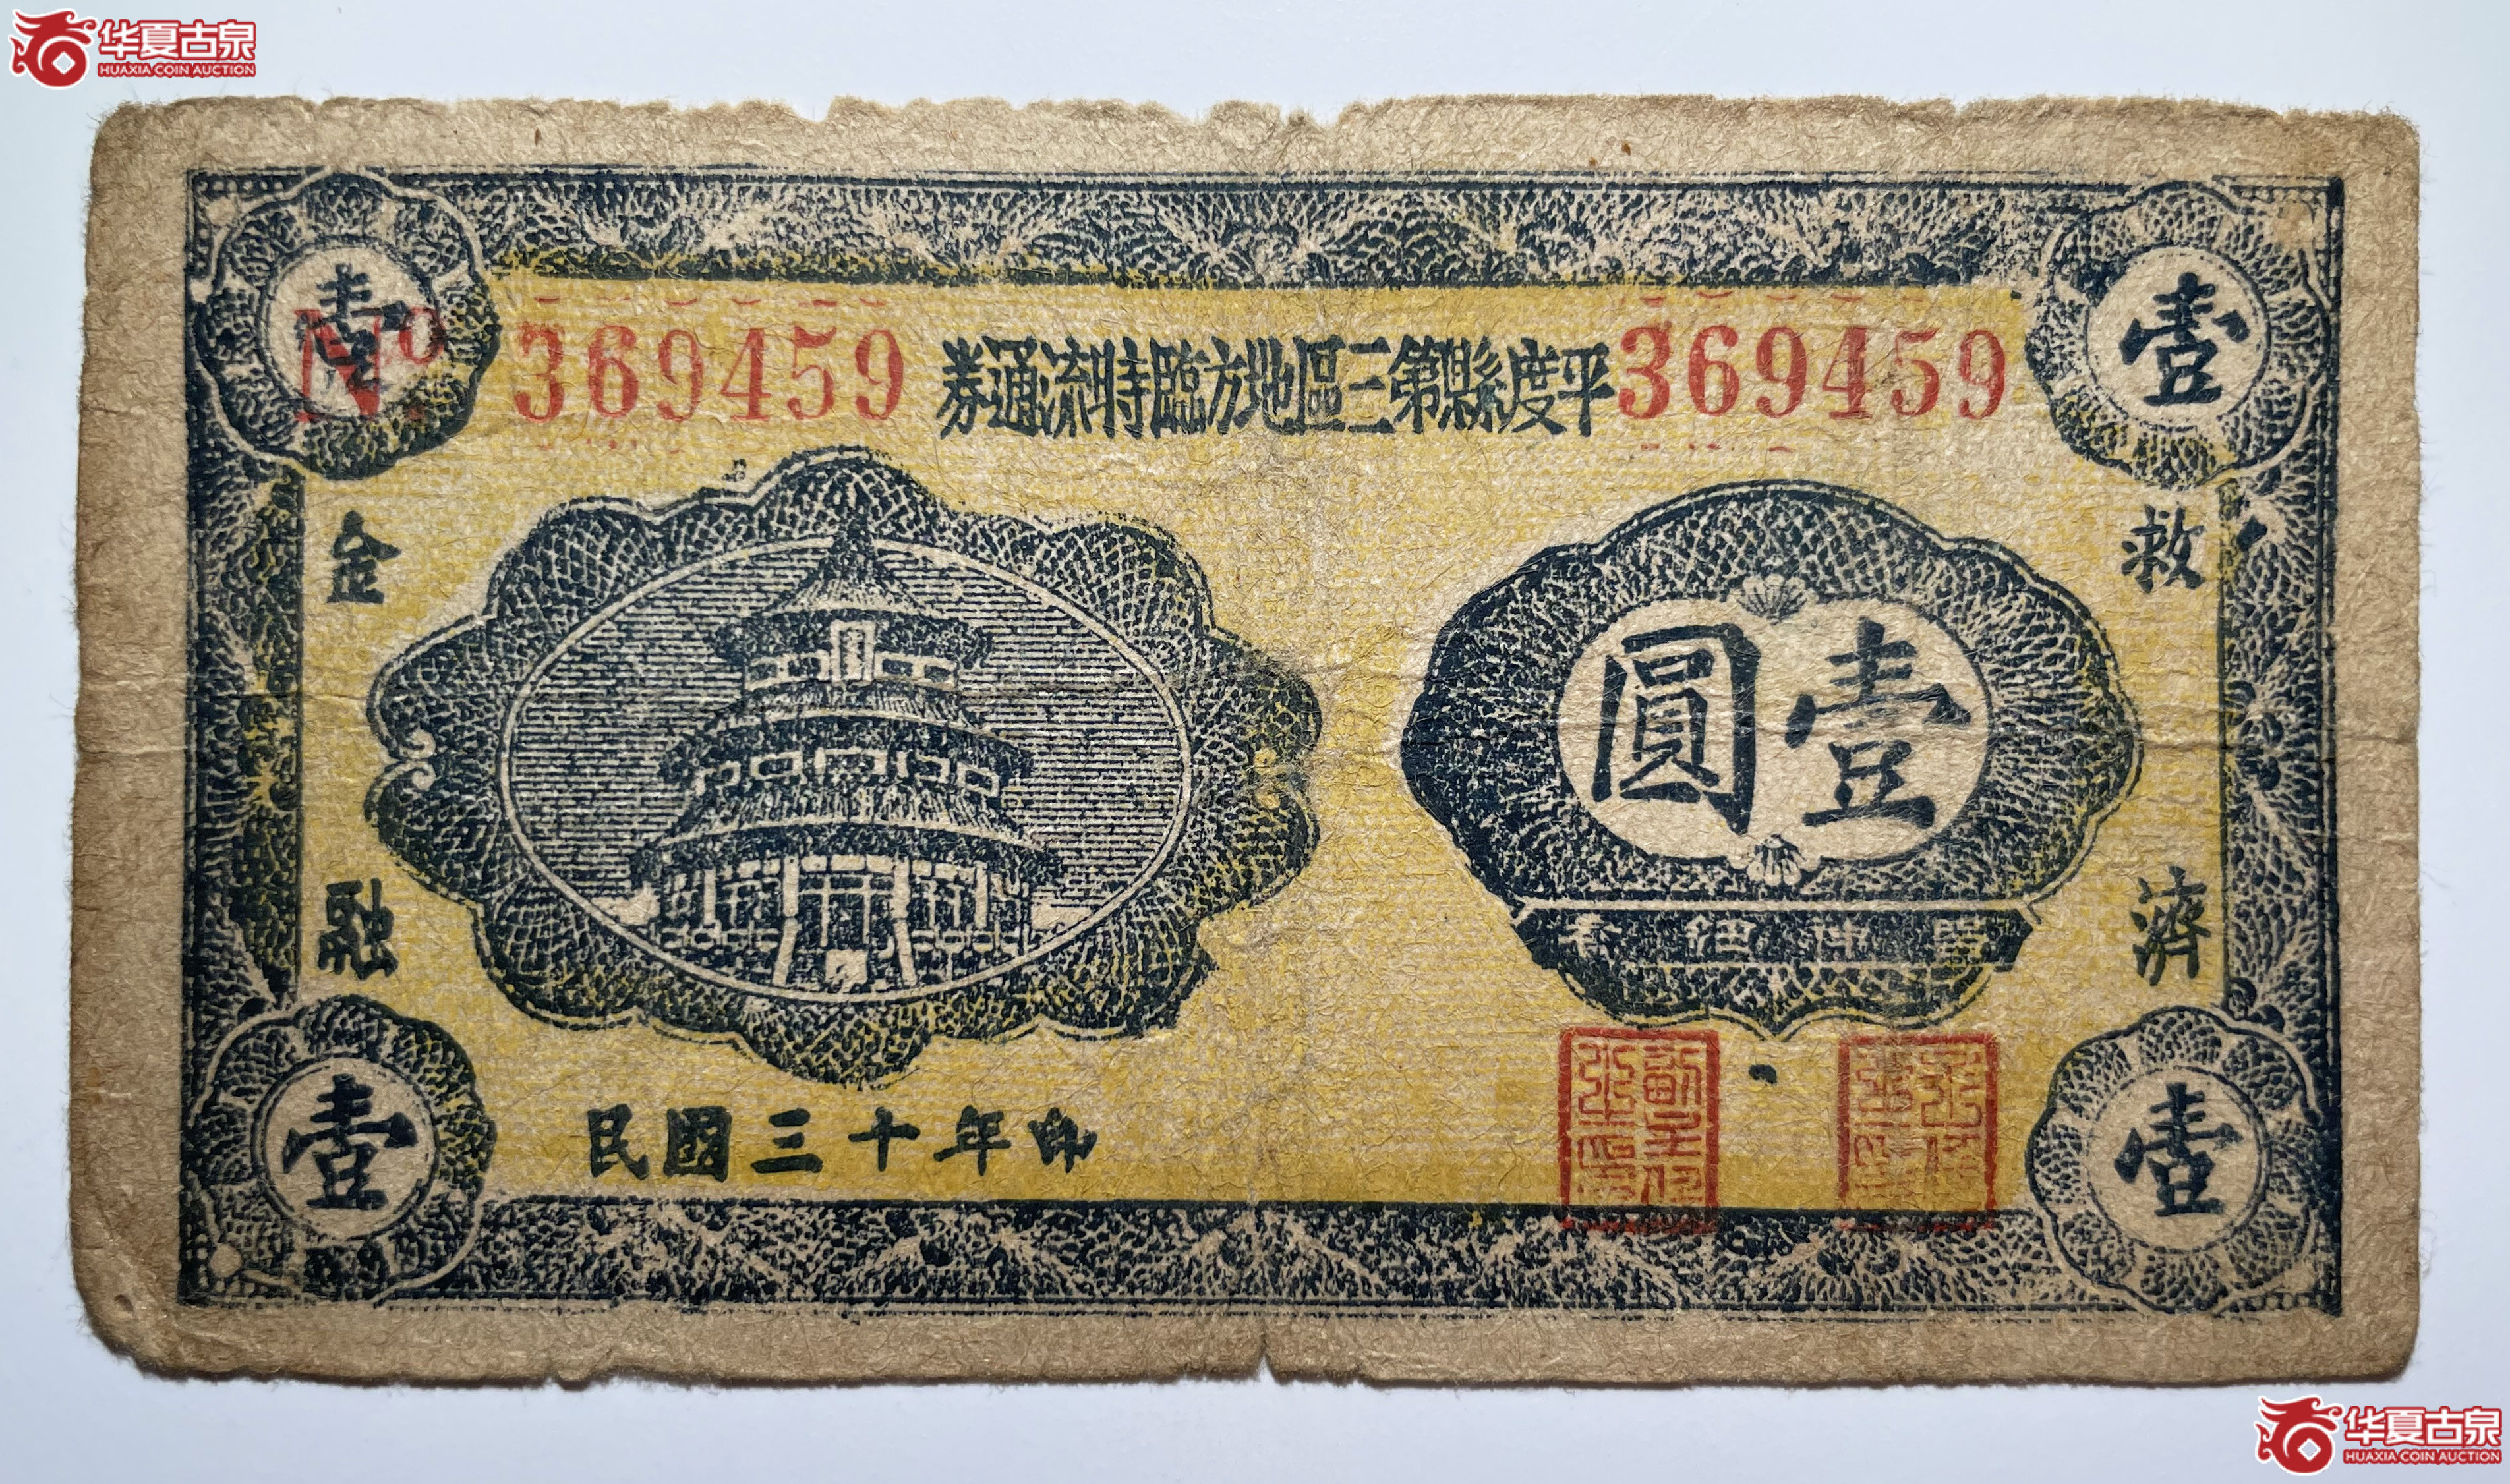 华夏古泉
HUAXIA COIN AUCTION
壹
壹
No. 369459
平度縣第三區地方臨時流通券
369459
救濟
金融
壹圓
民國三十年印
壹
壹
华夏古泉
HUAXIA COIN AUCTION